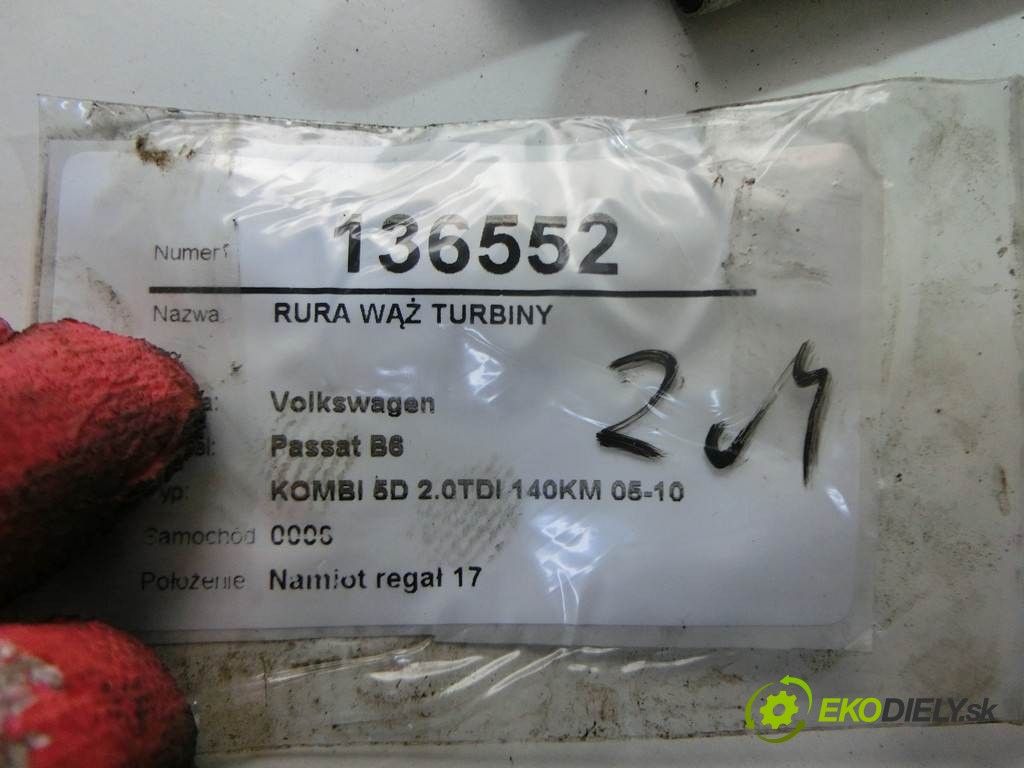 Numer 136552
Nazwa RURA WĄŻ TURBINY
Volkswagen
Passat B6
KOMBI 5D 2.0TDI 140KM 05-10
Samochód 0006
Położenie Namiot regał 17
EKODIELY.sk